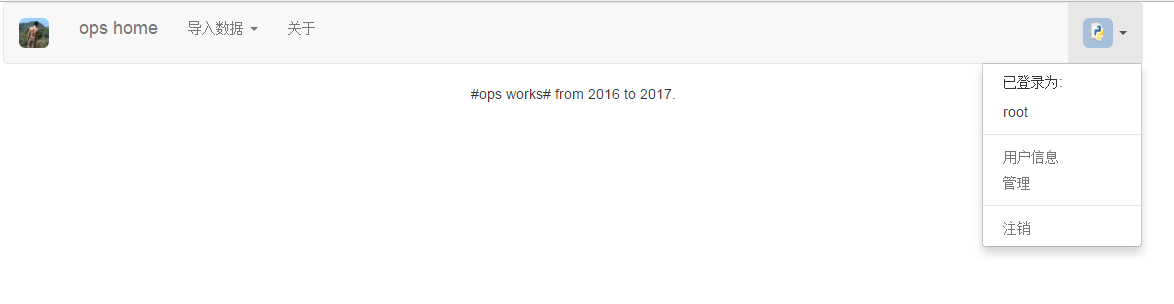 ops home 导入数据 关于
#ops works# from 2016 to 2017.
已登录为:
root
用户信息
管理
注销